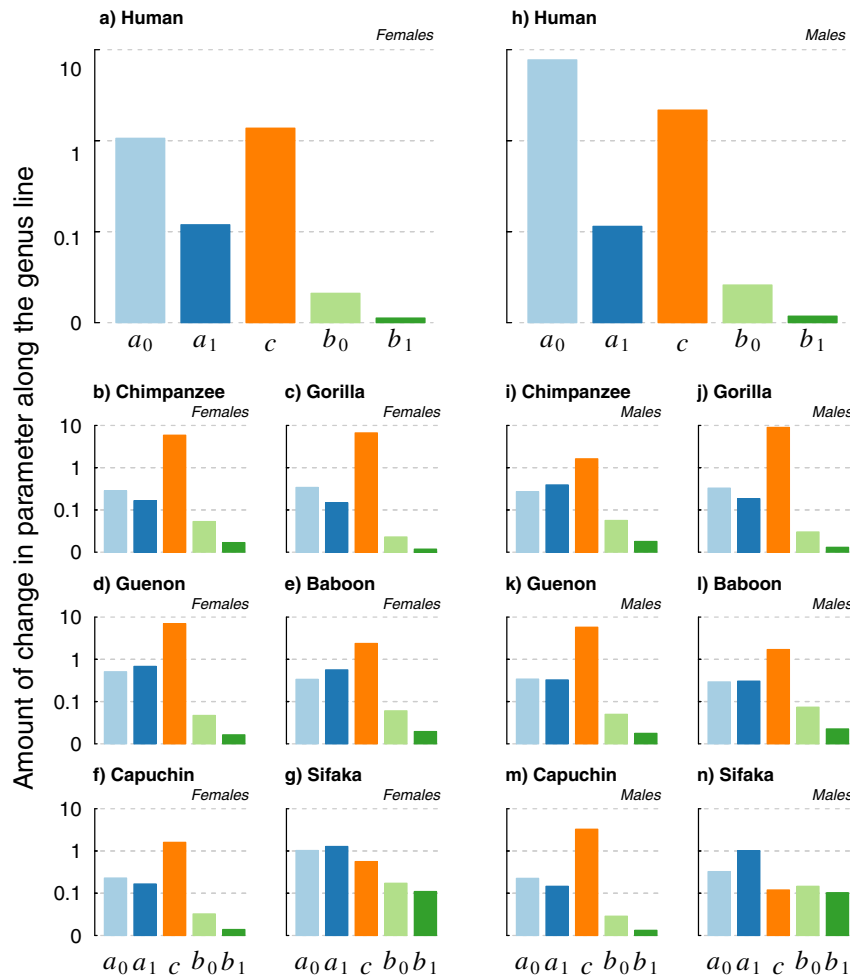 a) Human
Females
h) Human
Males
Amount of change in parameter along the genus line
10
1
0.1
0
a0 a1 c b0 b1
a0 a1 c b0 b1
b) Chimpanzee
Females
c) Gorilla
Females
i) Chimpanzee
Males
j) Gorilla
Males
10
1
0.1
0
d) Guenon
Females
e) Baboon
Females
k) Guenon
Males
l) Baboon
Males
10
1
0.1
0
f) Capuchin
Females
g) Sifaka
Females
m) Capuchin
Males
n) Sifaka
Males
10
1
0.1
0
a0 a1 c b0 b1
a0 a1 c b0 b1
a0 a1 c b0 b1
a0 a1 c b0 b1